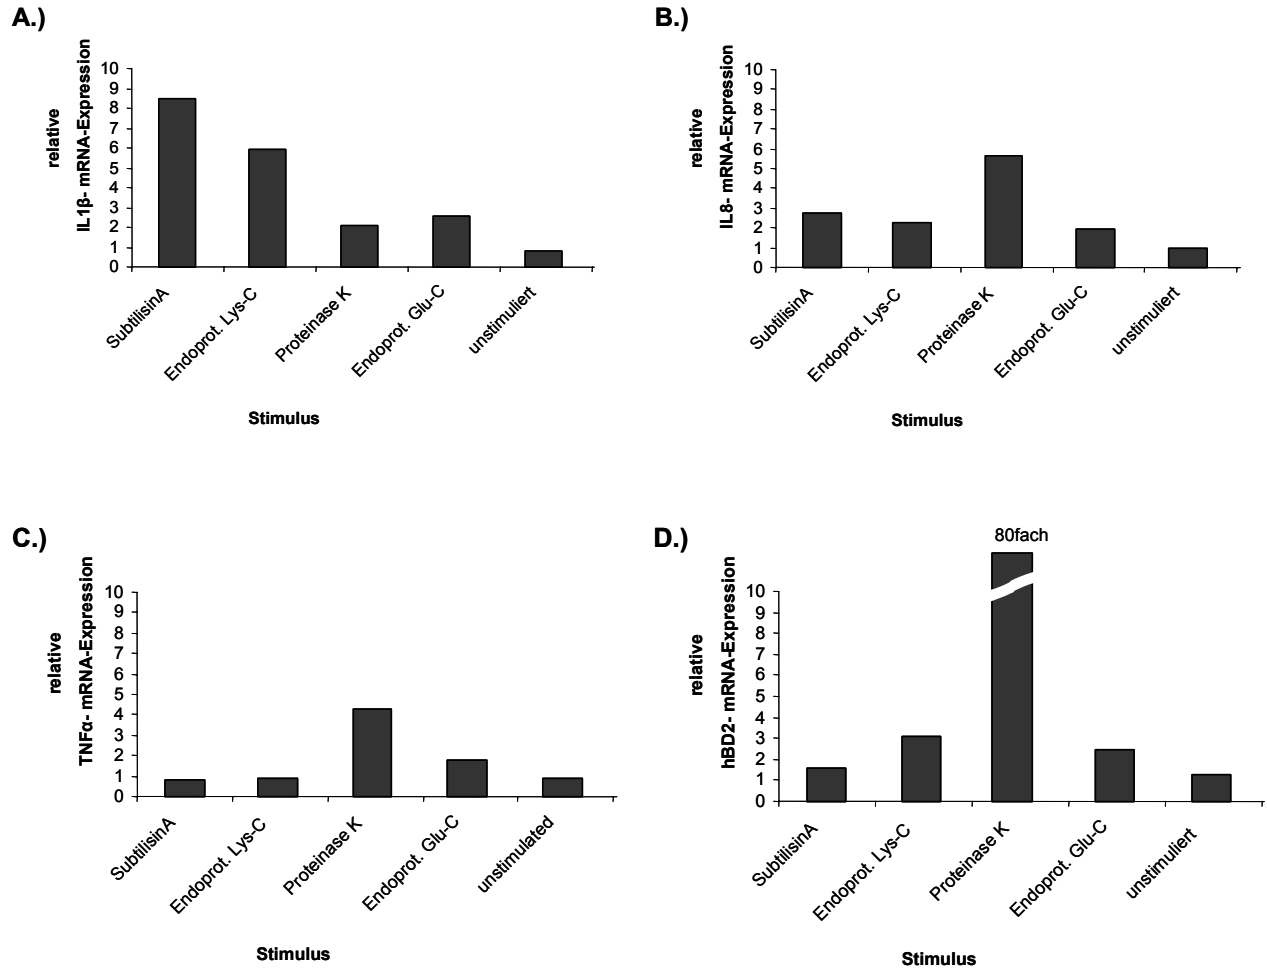 A.)
relative
IL1β- mRNA-Expression
10
9
8
7
6
5
4
3
2
1
0
SubtilisinA
Endoprot. Lys-C
Proteinase K
Endoprot. Glu-C
unstimuliert
Stimulus
B.)
relative
IL8- mRNA-Expression
10
9
8
7
6
5
4
3
2
1
0
SubtilisinA
Endoprot. Lys-C
Proteinase K
Endoprot. Glu-C
unstimuliert
Stimulus
C.)
relative
TNFα- mRNA-Expression
10
9
8
7
6
5
4
3
2
1
0
SubtilisinA
Endoprot. Lys-C
Proteinase K
Endoprot. Glu-C
unstimulated
Stimulus
D.)
80fach
relative
hBD2- mRNA-Expression
10
9
8
7
6
5
4
3
2
1
0
SubtilisinA
Endoprot. Lys-C
Proteinase K
Endoprot. Glu-C
unstimuliert
Stimulus